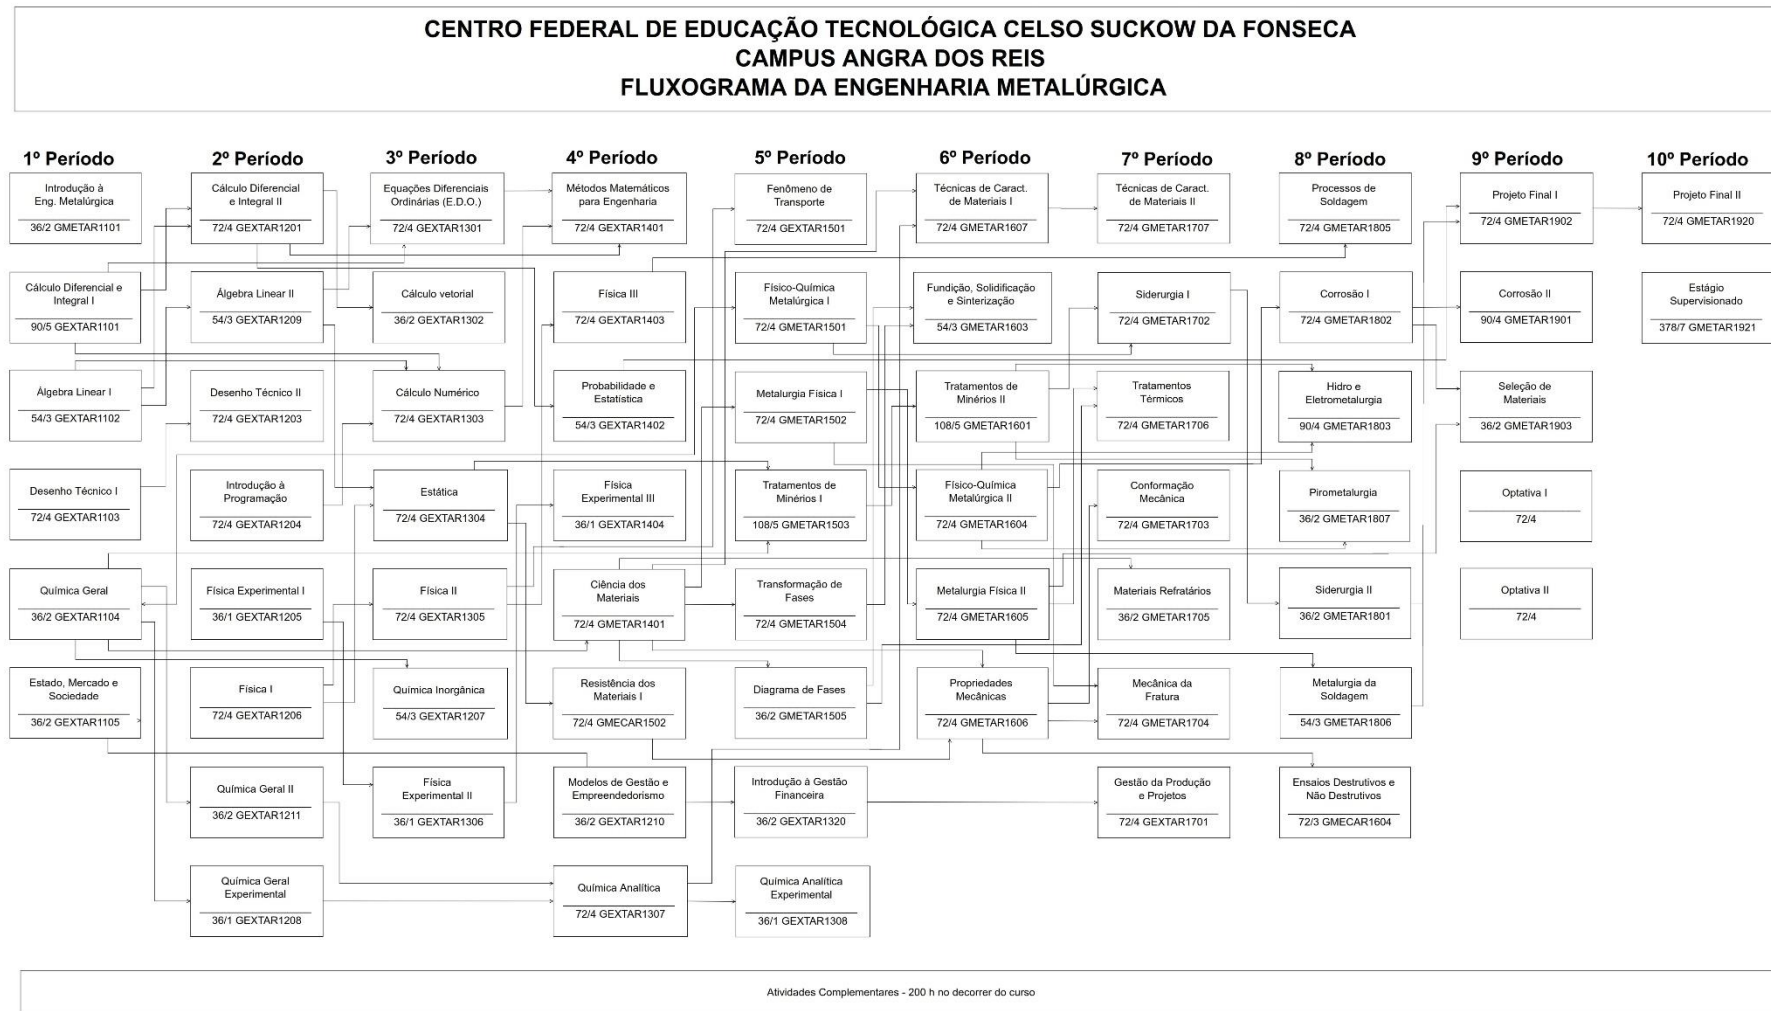 CENTRO FEDERAL DE EDUCAÇÃO TECNOLÓGICA CELSO SUCKOW DA FONSECA
CAMPUS ANGRA DOS REIS
FLUXOGRAMA DA ENGENHARIA METALÚRGICA
1º Período
Introdução à
Eng. Metalúrgica
36/2 GMETAR1101
Cálculo Diferencial e
Integral I
90/5 GEXTAR1101
Álgebra Linear I
54/3 GEXTAR1102
Desenho Técnico I
72/4 GEXTAR1103
Química Geral
36/2 GEXTAR1104
Estado, Mercado e
Sociedade
36/2 GEXTAR1105
2º Período
Cálculo Diferencial
e Integral II
72/4 GEXTAR1201
Álgebra Linear II
54/3 GEXTAR1209
Desenho Técnico II
72/4 GEXTAR1203
Introdução à
Programação
72/4 GEXTAR1204
Física Experimental I
36/1 GEXTAR1205
Física I
72/4 GEXTAR1206
Química Geral II
36/2 GEXTAR1211
Química Geral
Experimental
36/1 GEXTAR1208
3º Período
Equações Diferenciais
Ordinárias (E.D.O.)
72/4 GEXTAR1301
Cálculo vetorial
36/2 GEXTAR1302
Cálculo Numérico
72/4 GEXTAR1303
Estática
72/4 GEXTAR1304
Física II
72/4 GEXTAR1305
Química Inorgânica
54/3 GEXTAR1207
Física
Experimental II
36/1 GEXTAR1306
4º Período
Métodos Matemáticos
para Engenharia
72/4 GEXTAR1401
Física III
72/4 GEXTAR1403
Probabilidade e
Estatística
54/3 GEXTAR1402
Física
Experimental III
36/1 GEXTAR1404
Ciência dos
Materiais
72/4 GMETAR1401
Resistência dos
Materiais I
72/4 GMECAR1502
Modelos de Gestão e
Empreendedorismo
36/2 GEXTAR1210
Química Analítica
72/4 GEXTAR1307
5º Período
Fenômeno de
Transporte
72/4 GEXTAR1501
Físico-Química
Metalúrgica I
72/4 GMETAR1501
Metalurgia Física I
72/4 GMETAR1502
Tratamentos de
Minérios I
108/5 GMETAR1503
Transformação de
Fases
72/4 GMETAR1504
Diagrama de Fases
36/2 GMETAR1505
Introdução à Gestão
Financeira
36/2 GEXTAR1320
Química Analítica
Experimental
36/1 GEXTAR1308
6º Período
Técnicas de Caract.
de Materiais I
72/4 GMETAR1607
Fundição, Solidificação
e Sinterização
54/3 GMETAR1603
Tratamentos de
Minérios II
108/5 GMETAR1601
Físico-Química
Metalúrgica II
72/4 GMETAR1604
Metalurgia Física II
72/4 GMETAR1605
Propriedades
Mecânicas
72/4 GMETAR1606
7º Período
Técnicas de Caract.
de Materiais II
72/4 GMETAR1707
Siderurgia I
72/4 GMETAR1702
Tratamentos
Térmicos
72/4 GMETAR1706
Conformação
Mecânica
72/4 GMETAR1703
Materiais Refratários
36/2 GMETAR1705
Mecânica da
Fratura
72/4 GMETAR1704
Gestão da Produção
e Projetos
72/4 GEXTAR1701
8º Período
Processos de
Soldagem
72/4 GMETAR1805
Corrosão I
72/4 GMETAR1802
Hidro e
Eletrometalurgia
90/4 GMETAR1803
Pirometalurgia
36/2 GMETAR1807
Siderurgia II
36/2 GMETAR1801
Metalurgia da
Soldagem
54/3 GMETAR1806
Ensaios Destrutivos e
Não Destrutivos
72/3 GMECAR1604
9º Período
Projeto Final I
72/4 GMETAR1902
Corrosão II
90/4 GMETAR1901
Seleção de
Materiais
36/2 GMETAR1903
Optativa I
72/4
Optativa II
72/4
10º Período
Projeto Final II
72/4 GMETAR1920
Estágio
Supervisionado
378/7 GMETAR1921
Atividades Complementares - 200 h no decorrer do curso